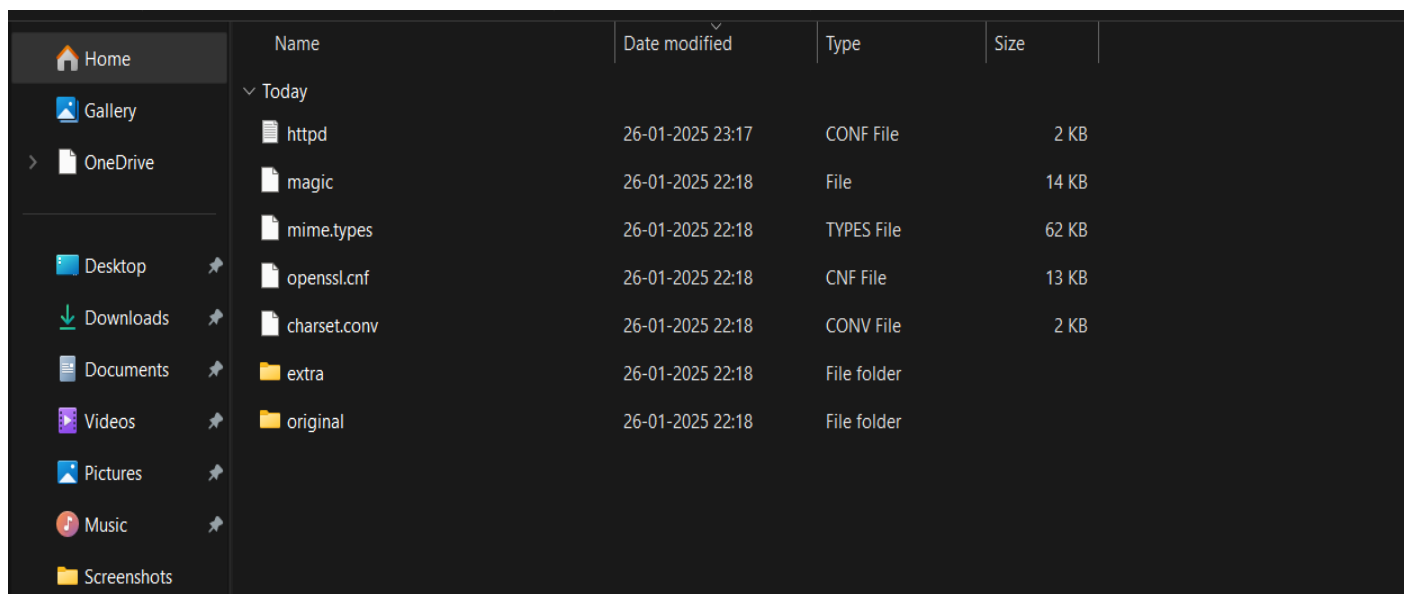 Name Date modified Type Size
Home
Today
Gallery
httpd 26-01-2025 23:17 CONF File 2 KB
OneDrive
magic 26-01-2025 22:18 File 14 KB
mime.types 26-01-2025 22:18 TYPES File 62 KB
Desktop
openssl.cnf 26-01-2025 22:18 CNF File 13 KB
Downloads
charset.conv 26-01-2025 22:18 CONV File 2 KB
Documents
extra 26-01-2025 22:18 File folder
Videos
original 26-01-2025 22:18 File folder
Pictures
Music
Screenshots